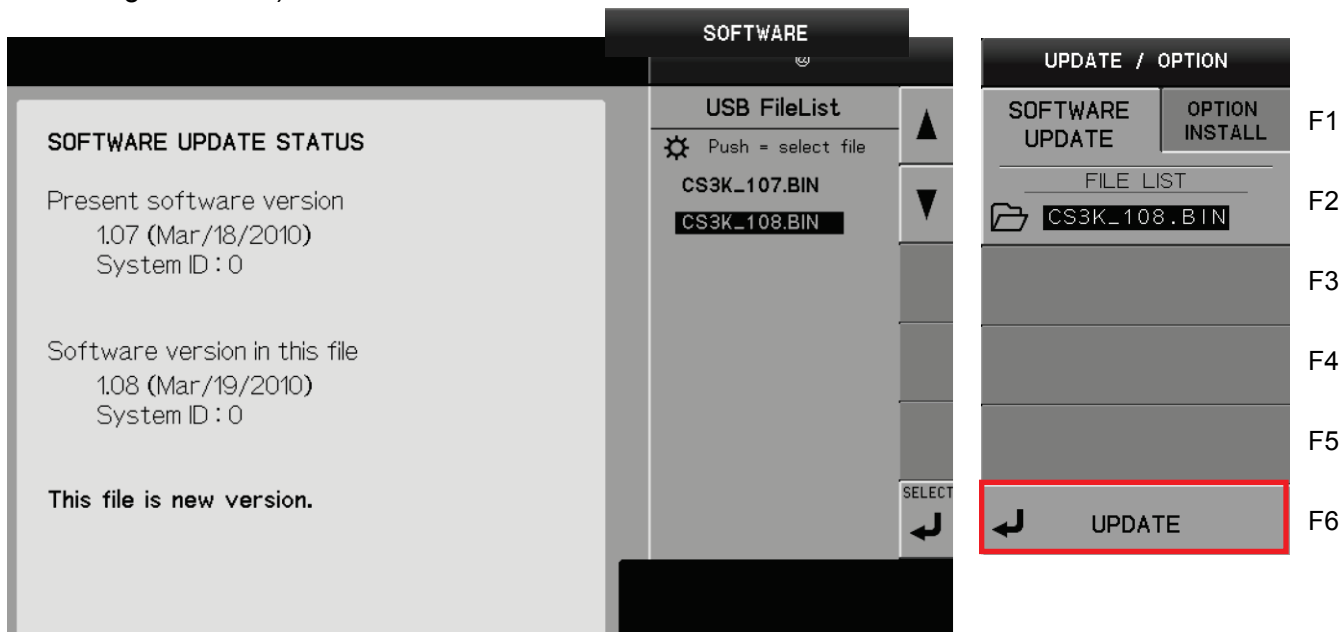 SOFTWARE
@
SOFTWARE UPDATE STATUS
Present software version
1.07 (Mar/18/2010)
System ID : 0
Software version in this file
1.08 (Mar/19/2010)
System ID : 0
This file is new version.
USB FileList
Push = select file
CS3K_107.BIN
CS3K_108.BIN
SELECT
UPDATE / OPTION
SOFTWARE
UPDATE
OPTION
INSTALL
FILE LIST
CS3K_108.BIN
UPDATE
F1
F2
F3
F4
F5
F6